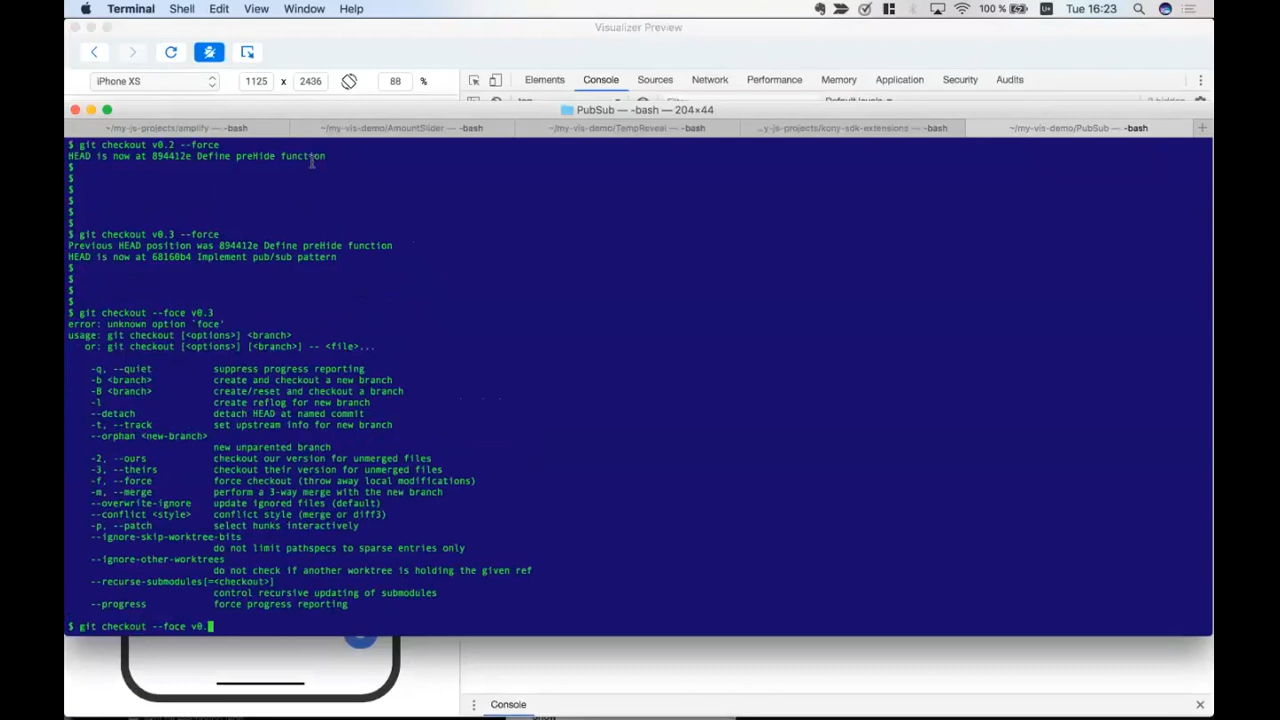 Terminal Shell Edit View Window Help 100 % Tue 16:23
Visualizer Preview
iPhone XS 1125 x 2436 88 % Elements Console Sources Network Performance Memory Application Security Audits
top Default levels
PubSub — -bash — 204×44
~/my-js-projects/amplify — -bash ~/my-vis-demo/AmountSlider — -bash ~/my-vis-demo/TempReveal — -bash …y-js-projects/kony-sdk-extensions — -bash ~/my-vis-demo/PubSub — -bash
$ git checkout v0.2 --force
HEAD is now at 894412e Define preHide function
$
$
$
$
$
$
$ git checkout v0.3 --force
Previous HEAD position was 894412e Define preHide function
HEAD is now at 68160b4 Implement pub/sub pattern
$
$
$
$
$ git checkout --foce v0.3
error: unknown option `foce'
usage: git checkout [<options>] <branch>
or: git checkout [<options>] [<branch>] -- <file>...
-q, --quiet suppress progress reporting
-b <branch> create and checkout a new branch
-B <branch> create/reset and checkout a branch
-l create reflog for new branch
--detach detach HEAD at named commit
-t, --track set upstream info for new branch
--orphan <new-branch>
new unparented branch
-2, --ours checkout our version for unmerged files
-3, --theirs checkout their version for unmerged files
-f, --force force checkout (throw away local modifications)
-m, --merge perform a 3-way merge with the new branch
--overwrite-ignore update ignored files (default)
--conflict <style> conflict style (merge or diff3)
-p, --patch select hunks interactively
--ignore-skip-worktree-bits
do not limit pathspecs to sparse entries only
--ignore-other-worktrees
do not check if another worktree is holding the given ref
--recurse-submodules[=<checkout>]
control recursive updating of submodules
--progress force progress reporting
$ git checkout --foce v0.
Console